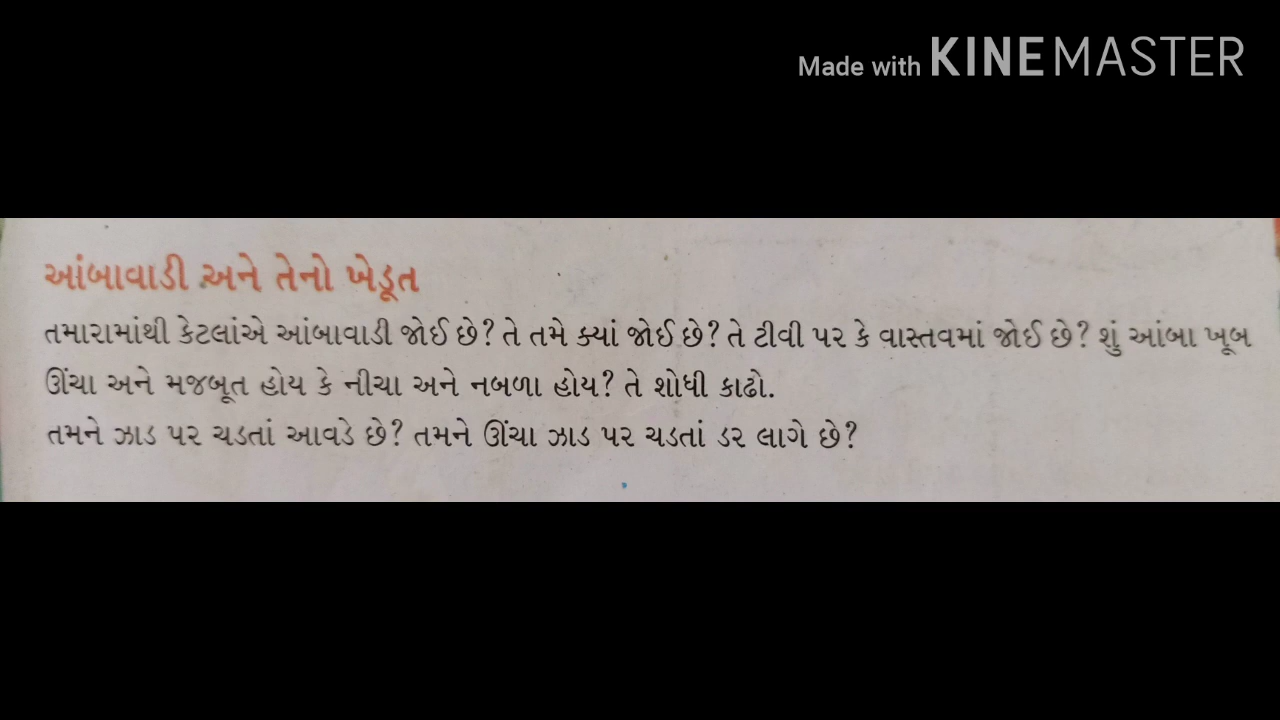 Made with KINEMASTER
આંબાવાડી અને તેનો ખેડૂત
તમારામાંથી કેટલાંએ આંબાવાડી જોઈ છે? તે તમે ક્યાં જોઈ છે? તે ટીવી પર કે વાસ્તવમાં જોઈ છે? શું આંબા ખૂબ
ઊંચા અને મજબૂત હોય કે નીચા અને નબળા હોય? તે શોધી કાઢો.
તમને ઝાડ પર ચડતાં આવડે છે? તમને ઊંચા ઝાડ પર ચડતાં ડર લાગે છે?